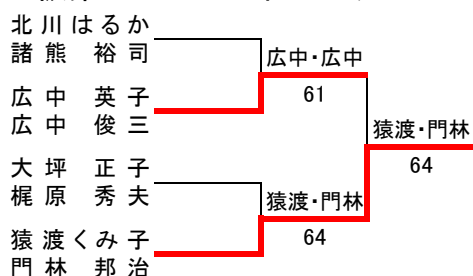 北川はるか
諸熊 裕司
広中・広中
広中 英子
61
広中 俊三
猿渡・門林
大坪 正子
64
梶原 秀夫
猿渡・門林
猿渡くみ子
64
門林 邦治